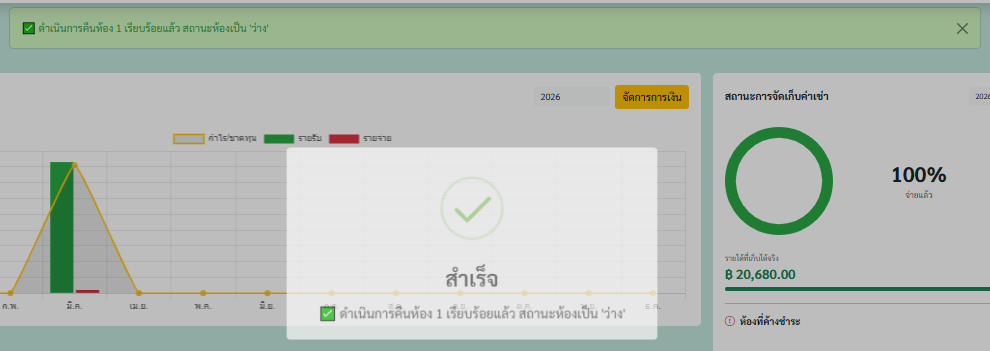 ✅ ดำเนินการคืนห้อง 1 เรียบร้อยแล้ว สถานะห้องเป็น 'ว่าง'
2026
จัดการการเงิน
กำไร/ขาดทุน รายรับ รายจ่าย
ก.พ. มี.ค. เม.ย. พ.ค. มิ.ย. ธ.ค.
สำเร็จ
✅ ดำเนินการคืนห้อง 1 เรียบร้อยแล้ว สถานะห้องเป็น 'ว่าง'
สถานะการจัดเก็บค่าเช่า
100%
จ่ายแล้ว
รายได้ที่เก็บได้จริง
฿ 20,680.00
ห้องที่ค้างชำระ